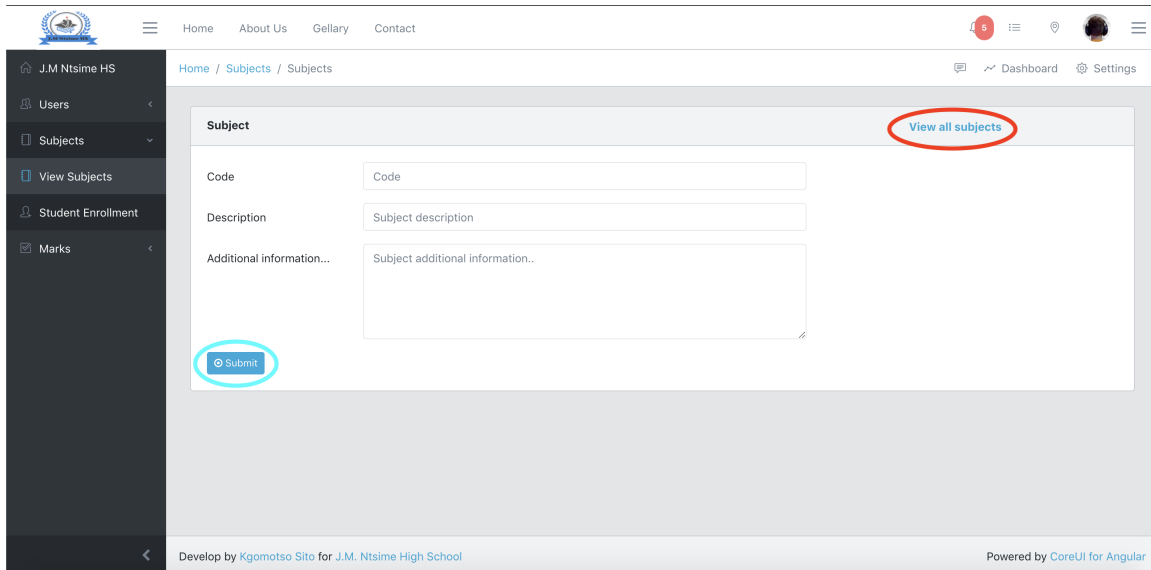 J.M Ntsime HS
Home About Us Gellary Contact
5
J.M Ntsime HS
Users
Subjects
View Subjects
Student Enrollment
Marks
Home / Subjects / Subjects
Dashboard Settings
Subject
View all subjects
Code
Code
Description
Subject description
Additional information...
Subject additional information..
Submit
Develop by Kgomotso Sito for J.M. Ntsime High School
Powered by CoreUI for Angular